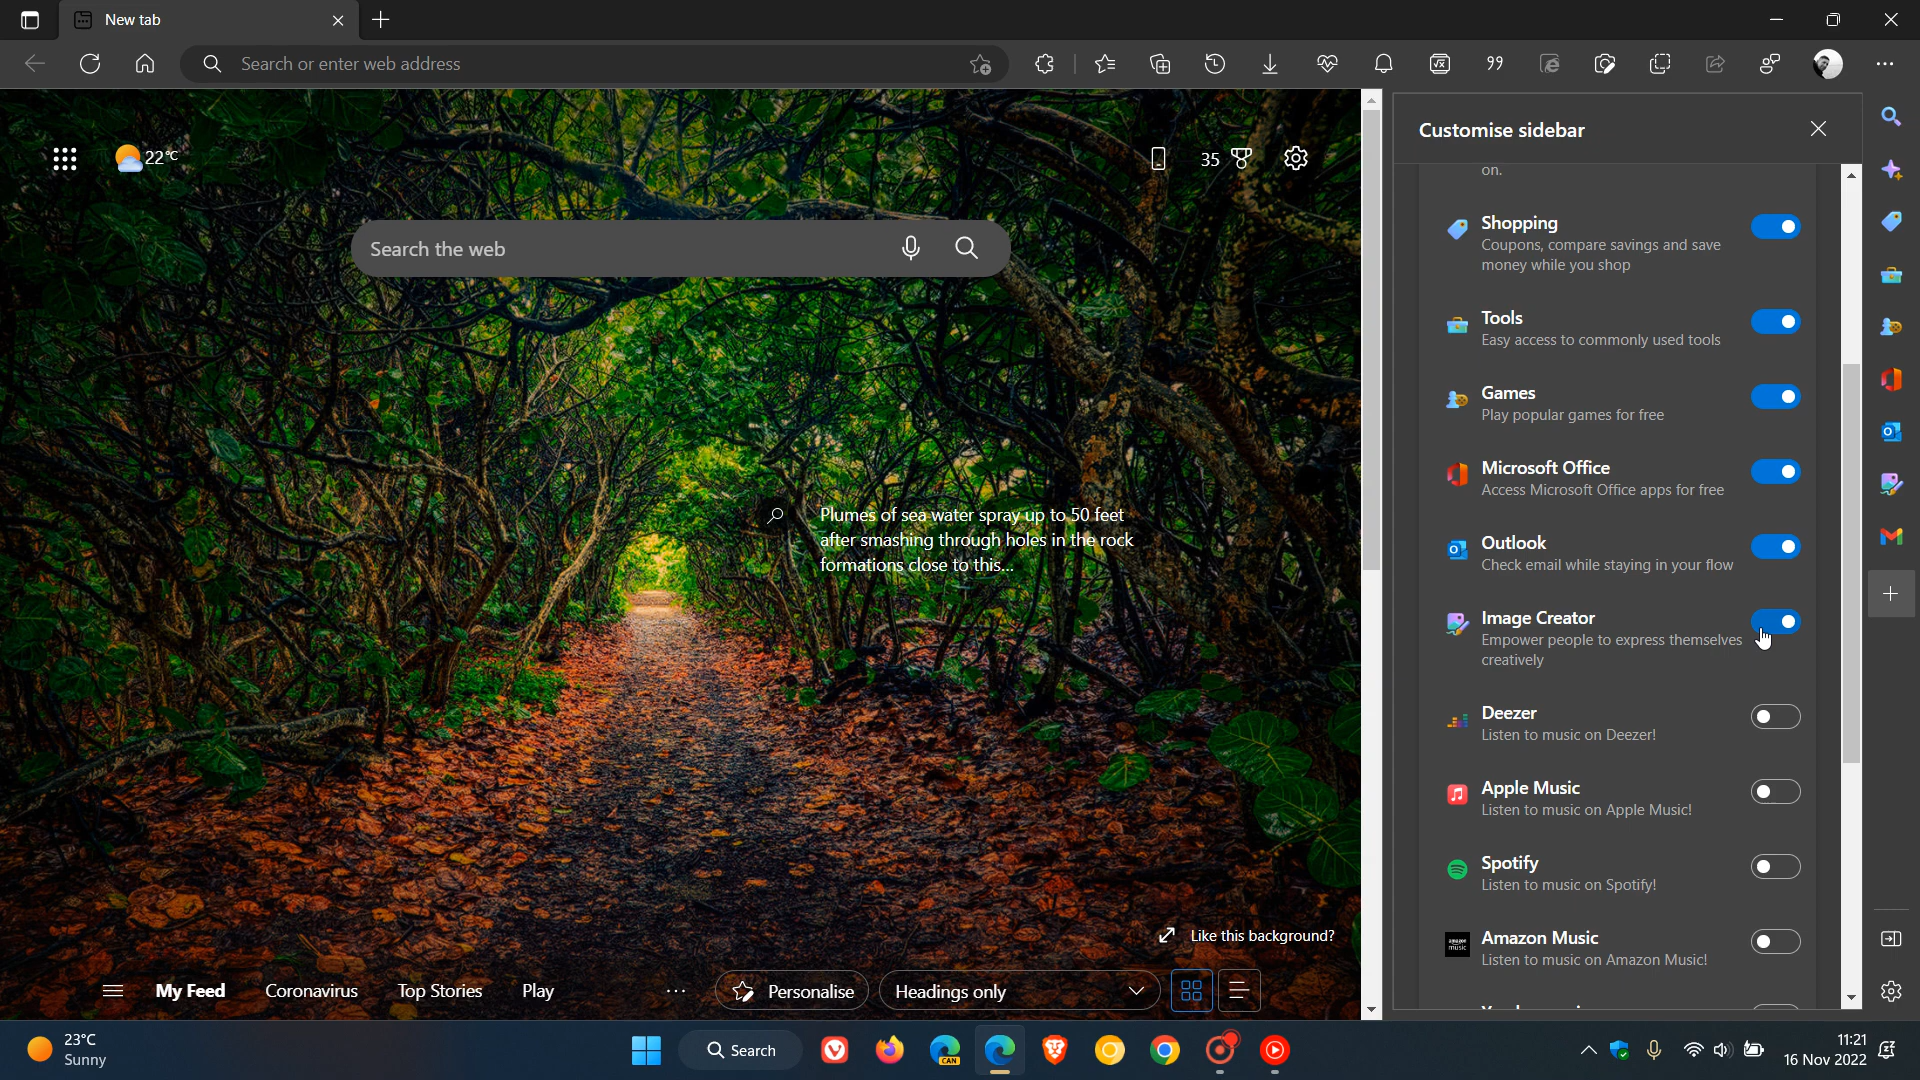 New tab
Search or enter web address
22°C
35
Search the web
Plumes of sea water spray up to 50 feet
after smashing through holes in the rock
formations close to this...
Like this background?
My Feed
Coronavirus
Top Stories
Play
Personalise
Headings only
Customise sidebar
on.
Shopping
Coupons, compare savings and save
money while you shop
Tools
Easy access to commonly used tools
Games
Play popular games for free
Microsoft Office
Access Microsoft Office apps for free
Outlook
Check email while staying in your flow
Image Creator
Empower people to express themselves
creatively
Deezer
Listen to music on Deezer!
Apple Music
Listen to music on Apple Music!
Spotify
Listen to music on Spotify!
amazon music
Amazon Music
Listen to music on Amazon Music!
23°C
Sunny
Search
CAN
11:21
16 Nov 2022